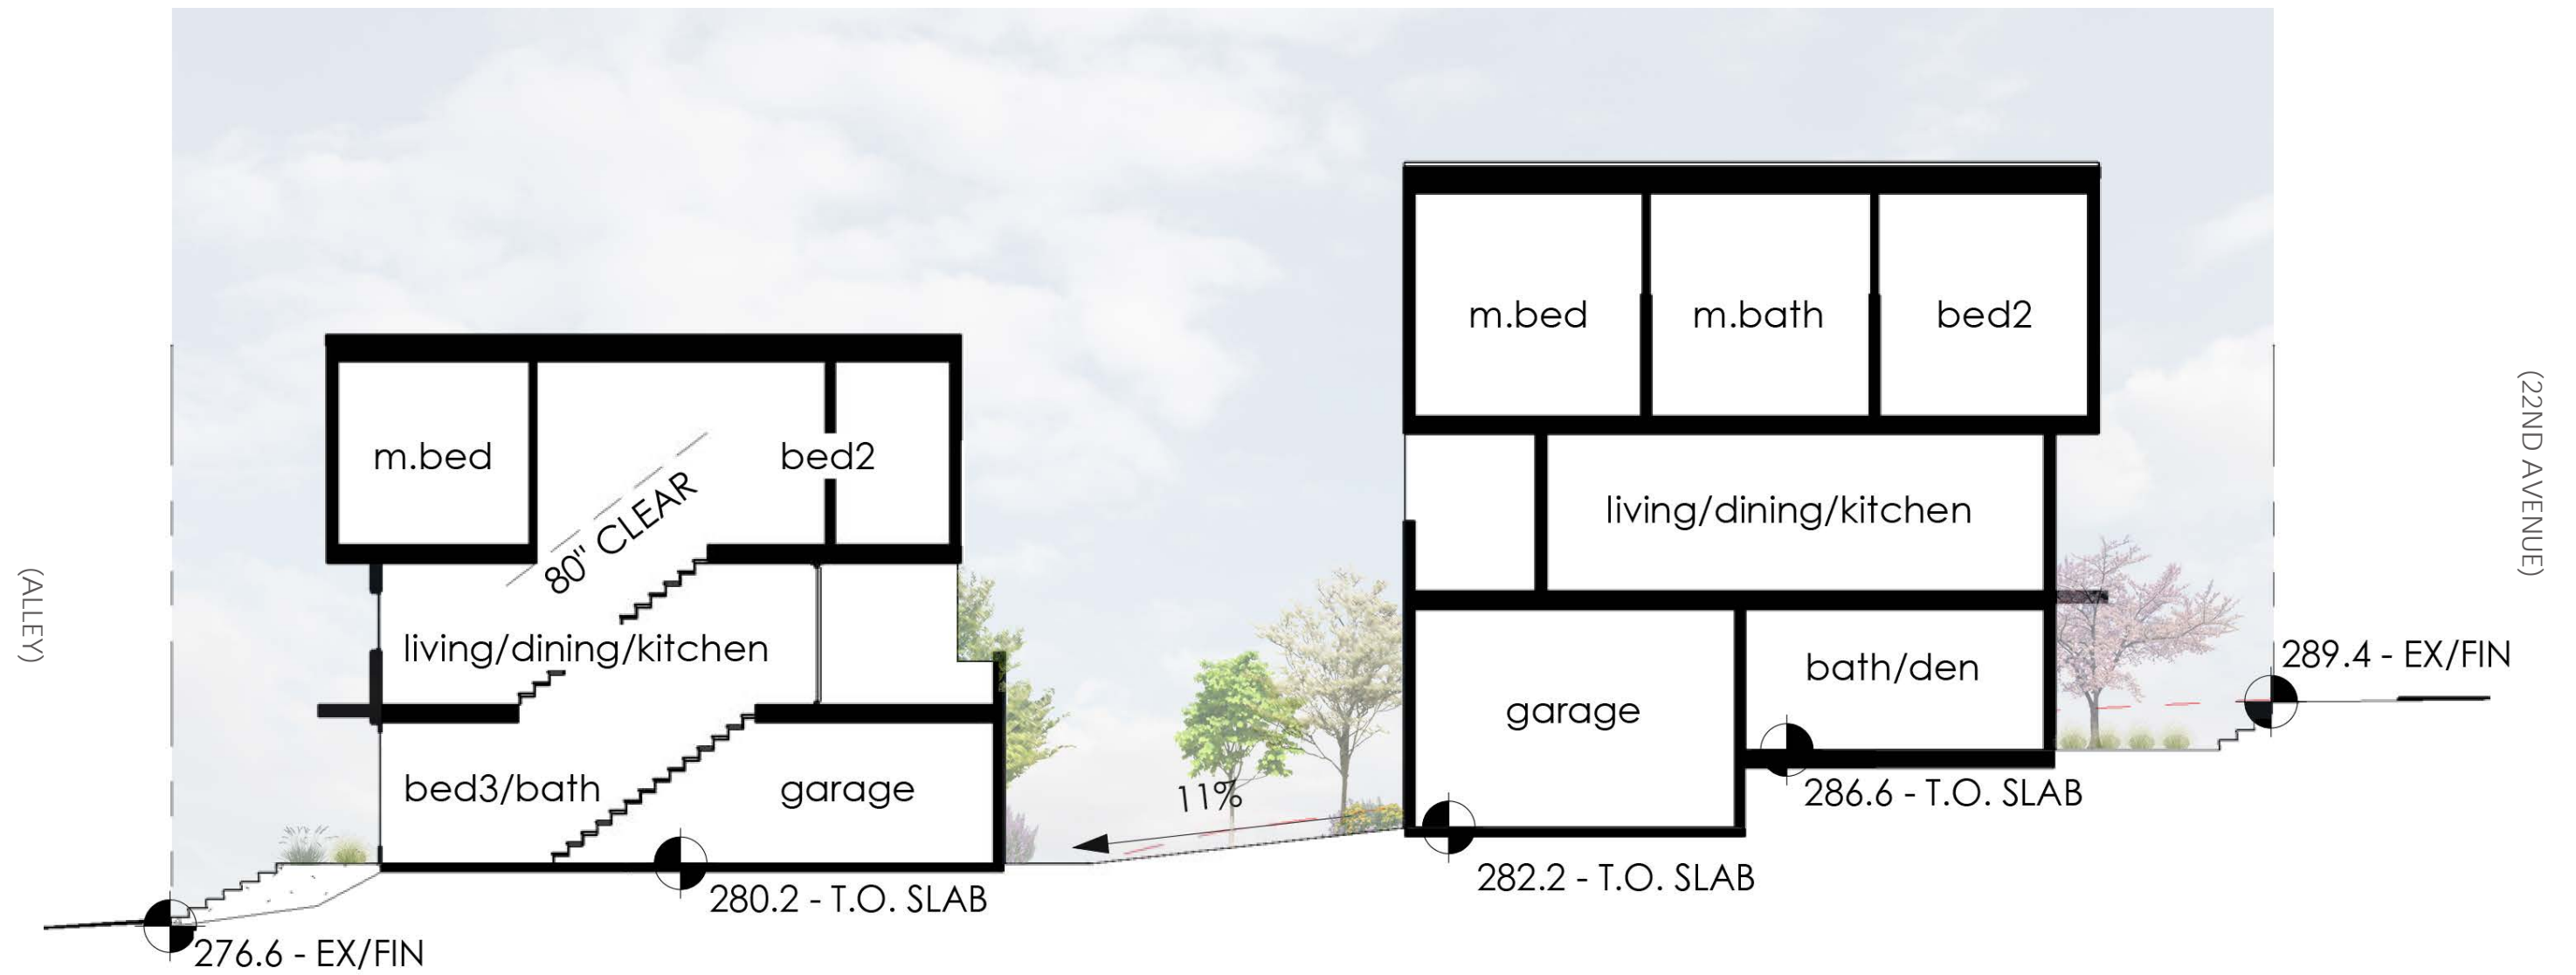 m.bed
m.bath
bed2
m.bed
bed2
80" CLEAR
living/dining/kitchen
(22ND AVENUE)
(ALLEY)
living/dining/kitchen
bath/den
289.4 - EX/FIN
garage
bed3/bath
garage
11%
286.6 - T.O. SLAB
282.2 - T.O. SLAB
280.2 - T.O. SLAB
276.6 - EX/FIN